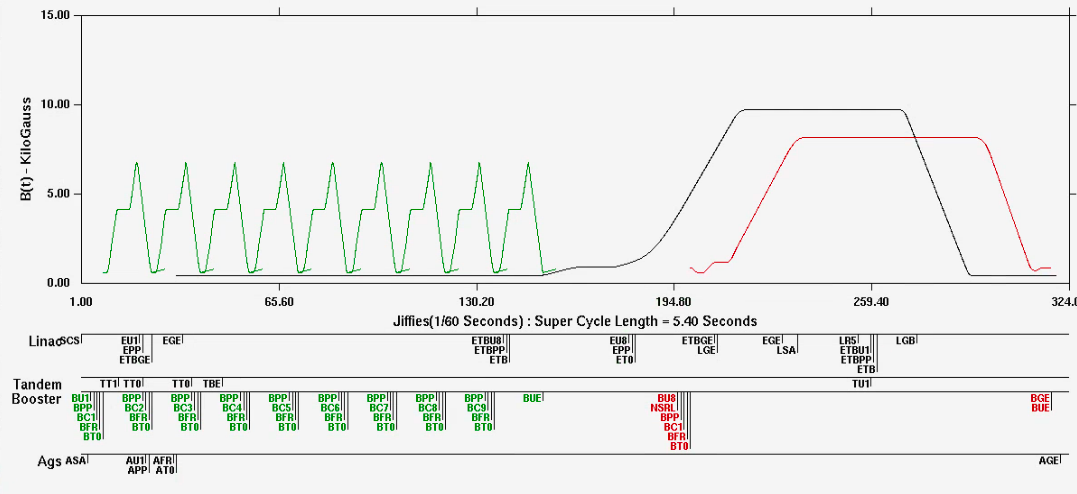 15.00
10.00
5.00
0.00
B(t) - KiloGauss
1.00 65.60 130.20 194.80 259.40 324.0
Jiffies(1/60 Seconds) : Super Cycle Length = 5.40 Seconds
Linac SCS EU1 EGE ETBU8 EU8 ETBGE EGE LR5 LGB
EPP ETBPP EPP LGE LSA ETBU1
ETBGE ETB ET0 ETBPP
ETB
Tandem TT1 TT0 TT0 TBE TU1
Booster BU1 BPP BPP BPP BPP BPP BPP BPP BPP BUE BU8 BGE
BPP BC2 BC3 BC4 BC5 BC6 BC7 BC8 BC9 NSRL BUE
BC1 BFR BFR BFR BFR BFR BFR BFR BFR BPP
BFR BT0 BT0 BT0 BT0 BT0 BT0 BT0 BT0 BC1
BT0 BFR
BT0
Ags ASA AU1 AFR AGE
APP AT0